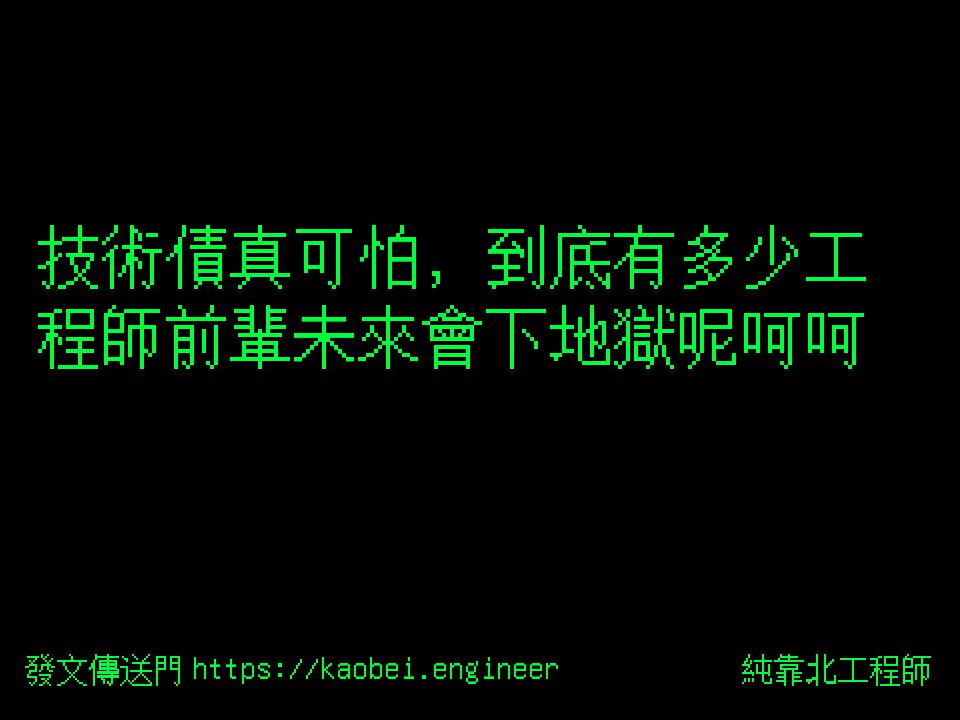 技術債真可怕，到底有多少工
程師前輩未來會下地獄呢呵呵
發文傳送門 https://kaobei.engineer
純靠北工程師